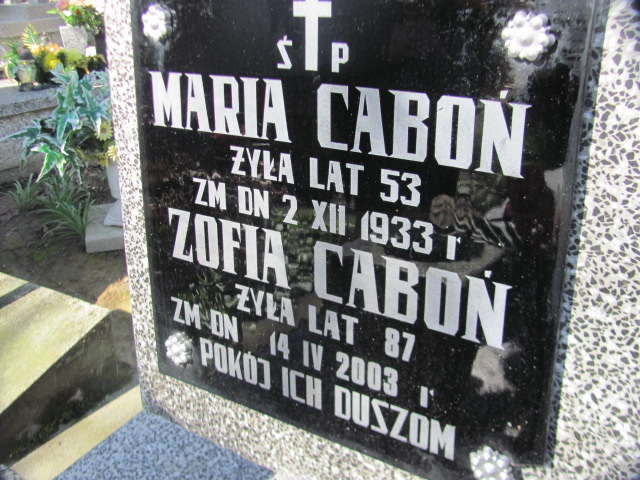 Ś P
MARIA CABOŃ
ŻYŁA LAT 53
ZM DN 2 XII 1933 r
ZOFIA CABOŃ
ŻYŁA LAT 87
ZM DN 14 IV 2003 r
POKÓJ ICH DUSZOM